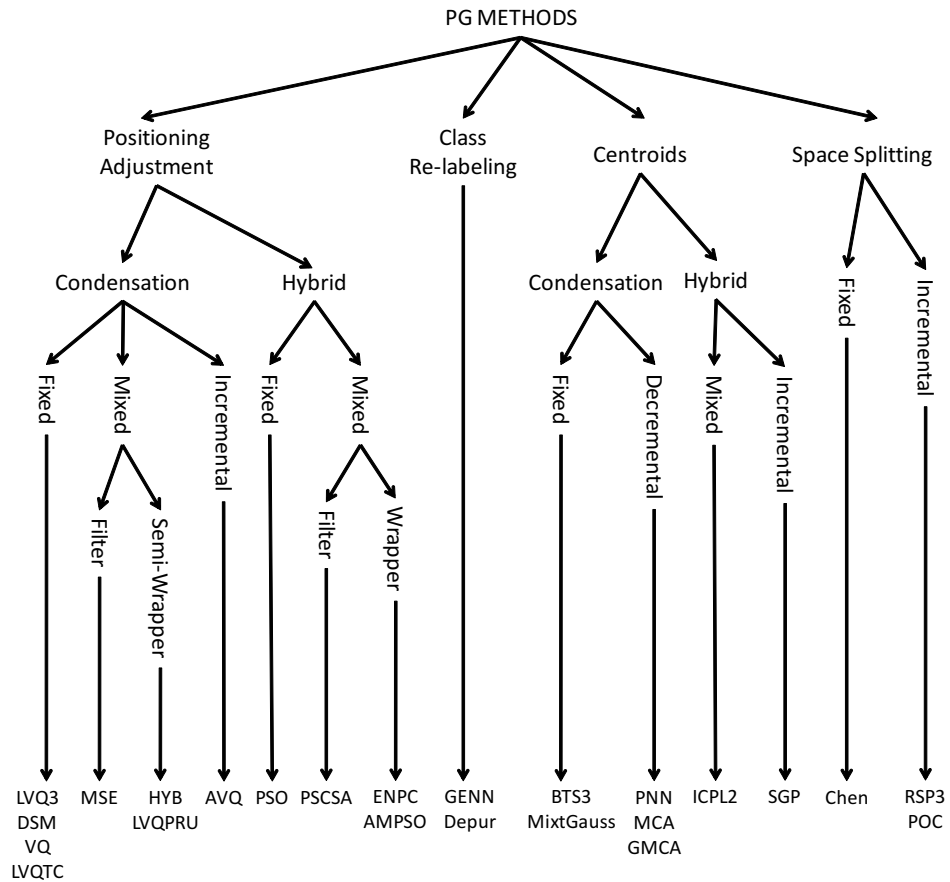 PG METHODS
Positioning
Adjustment
Class
Re-labeling
Centroids
Space Splitting
Condensation
Hybrid
Condensation
Hybrid
Fixed
Incremental
Fixed
Mixed
Incremental
Fixed
Mixed
Fixed
Decremental
Mixed
Incremental
Filter
Semi-Wrapper
Filter
Wrapper
LVQ3
DSM
VQ
LVQTC
MSE
HYB
LVQPRU
AVQ
PSO
PSCSA
ENPC
AMPSO
GENN
Depur
BTS3
MixtGauss
PNN
MCA
GMCA
ICPL2
SGP
Chen
RSP3
POC